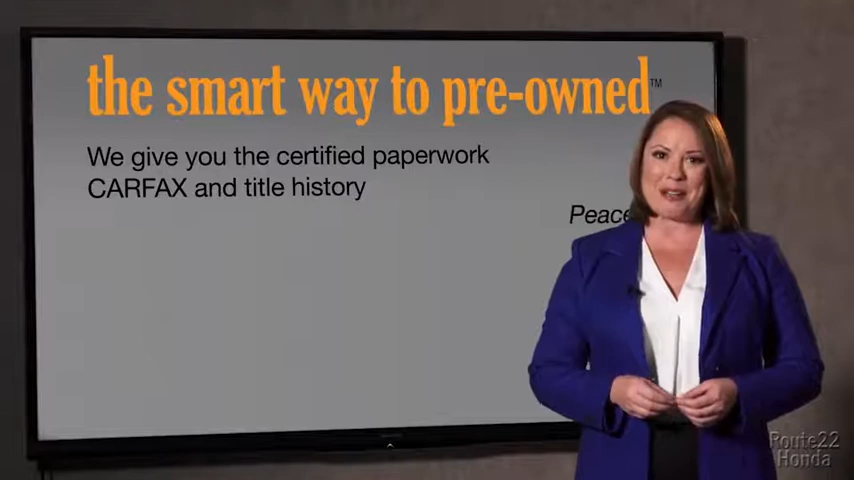 the smart way to pre-owned™
We give you the certified paperwork
CARFAX and title history
Peace
Route22
Honda